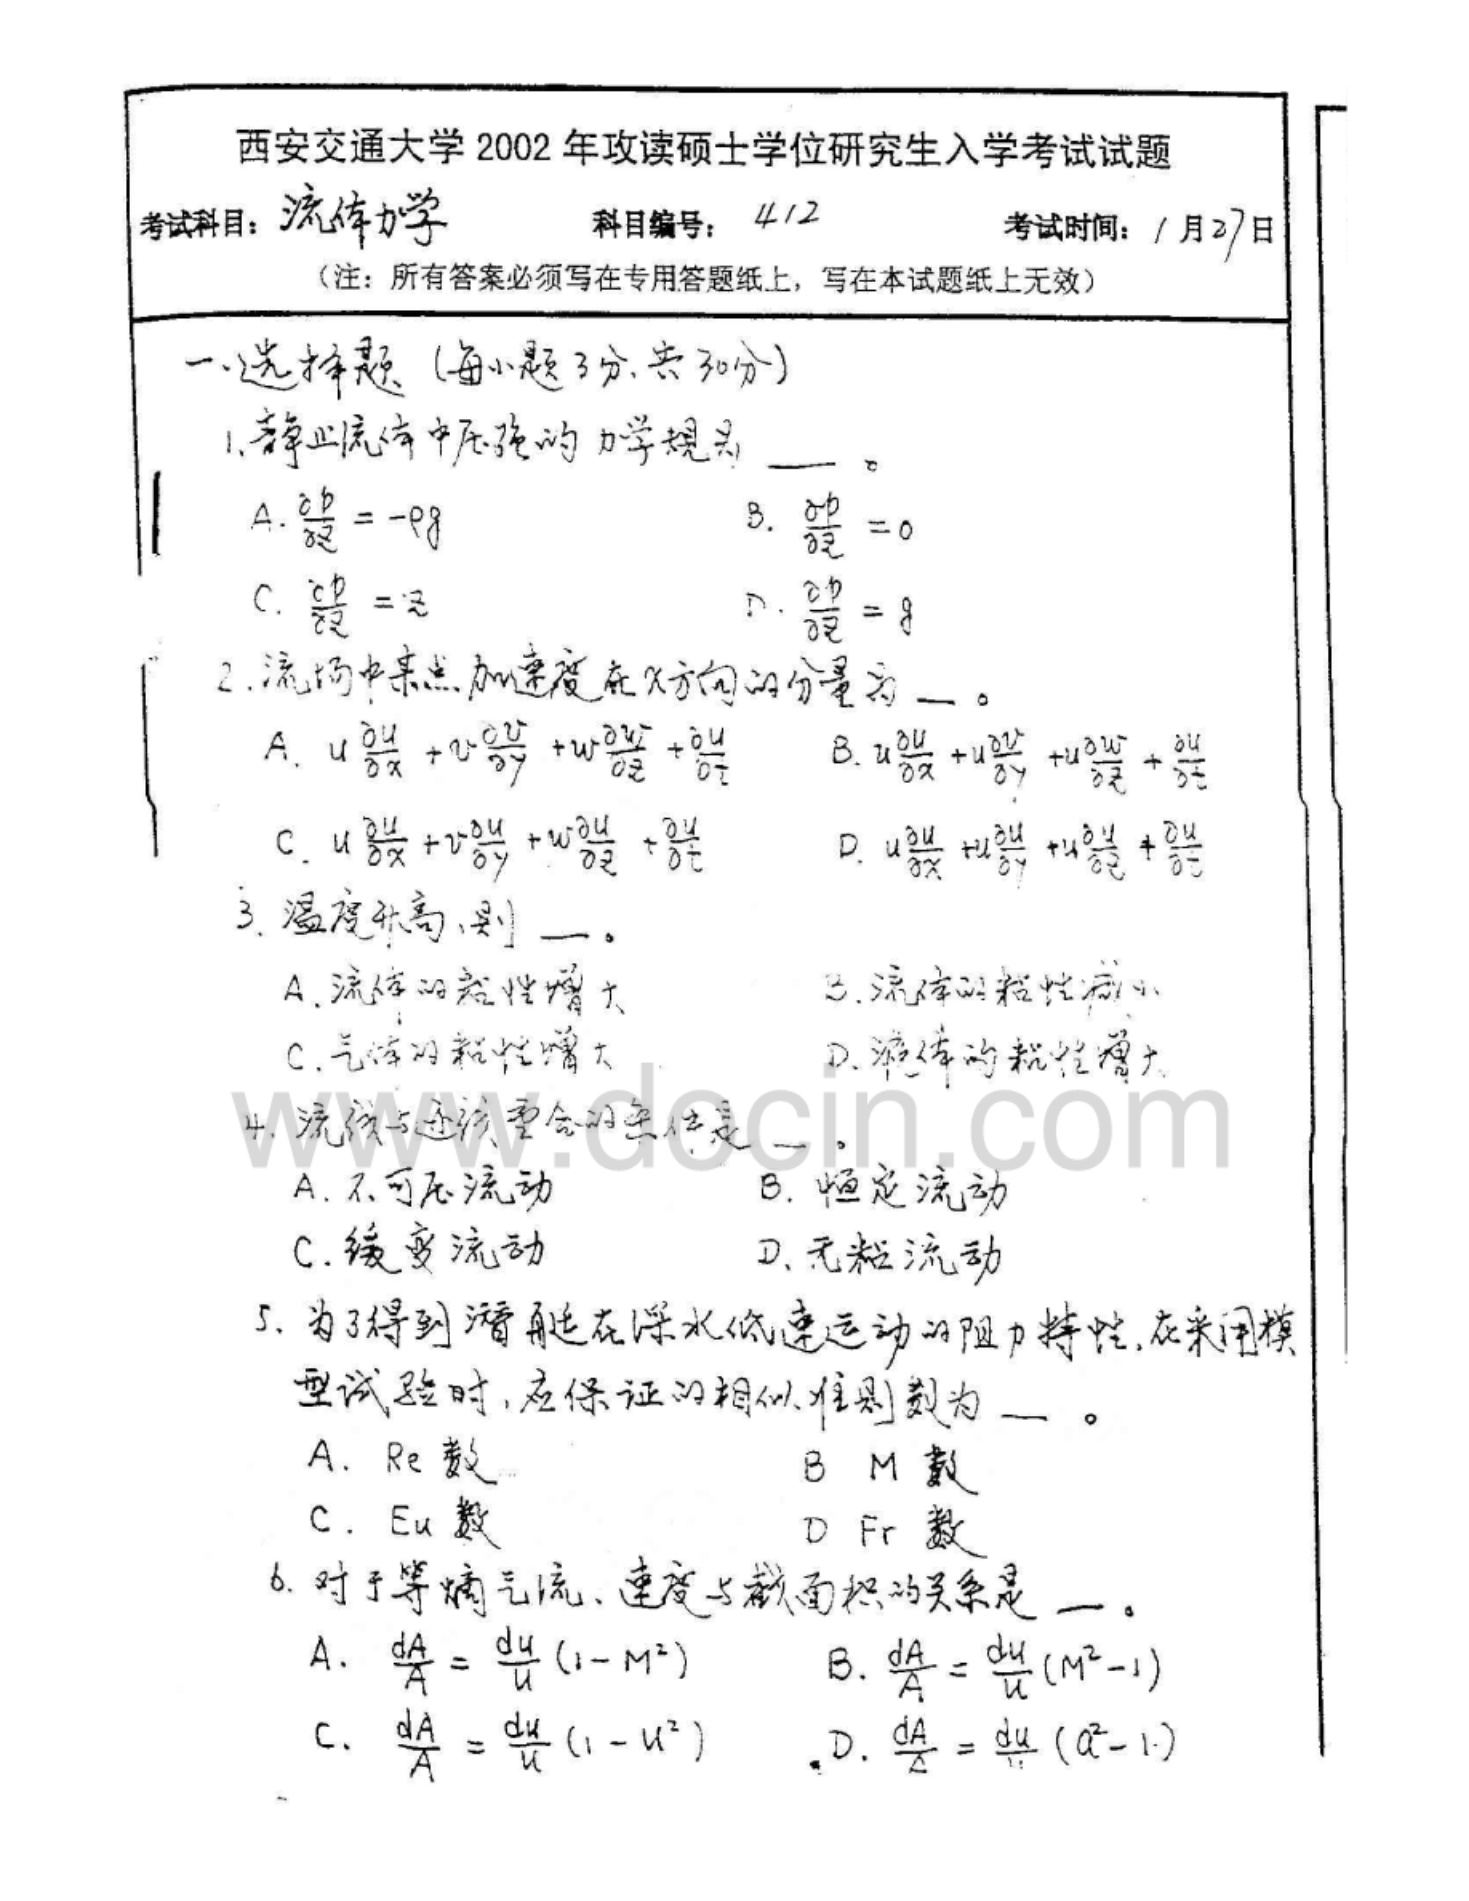 西安交通大学2002年攻读硕士学位研究生入学考试试题
考试科目：流体力学 科目编号：412 考试时间：1月27日
（注：所有答案必须写在专用答题纸上，写在本试题纸上无效）
一、选择题（每小题3分、共30分）
1、静止流体中压强的力学规则 ___ 。
A. ∂p/∂z = -ρg B. ∂p/∂z = 0
C. ∂p/∂z = z D. ∂p/∂z = g
2. 流场中某点加速度在x方向的分量为 __ 。
A. u ∂u/∂x + v ∂v/∂y + w ∂w/∂z + ∂u/∂t B. u ∂u/∂x + u ∂v/∂y + u ∂w/∂z + ∂u/∂t
C. u ∂u/∂x + v ∂u/∂y + w ∂u/∂z + ∂u/∂t D. u ∂u/∂x + u ∂u/∂y + u ∂u/∂z + ∂u/∂t
3. 温度升高、则 __ 。
A. 流体的粘性增大 B. 流体的粘性减小
C. 气体的粘性增大 D. 液体的粘性增大
www.docin.com
4. 流线与迹线重合的条件是 __ 。
A. 不可压流动 B. 恒定流动
C. 缓变流动 D. 无粘流动
5. 为了得到潜艇在深水低速运动的阻力特性，在采用模
型试验时，应保证的相似准则数为 __ 。
A. Re 数 B M 数
C. Eu 数 D Fr 数
6. 对于等熵气流、速度与截面积的关系是 __ 。
A. dA/A = du/u (1-M²) B. dA/A = du/u (M²-1)
C. dA/A = du/u (1-u²) D. dA/A = du/u (a²-1)